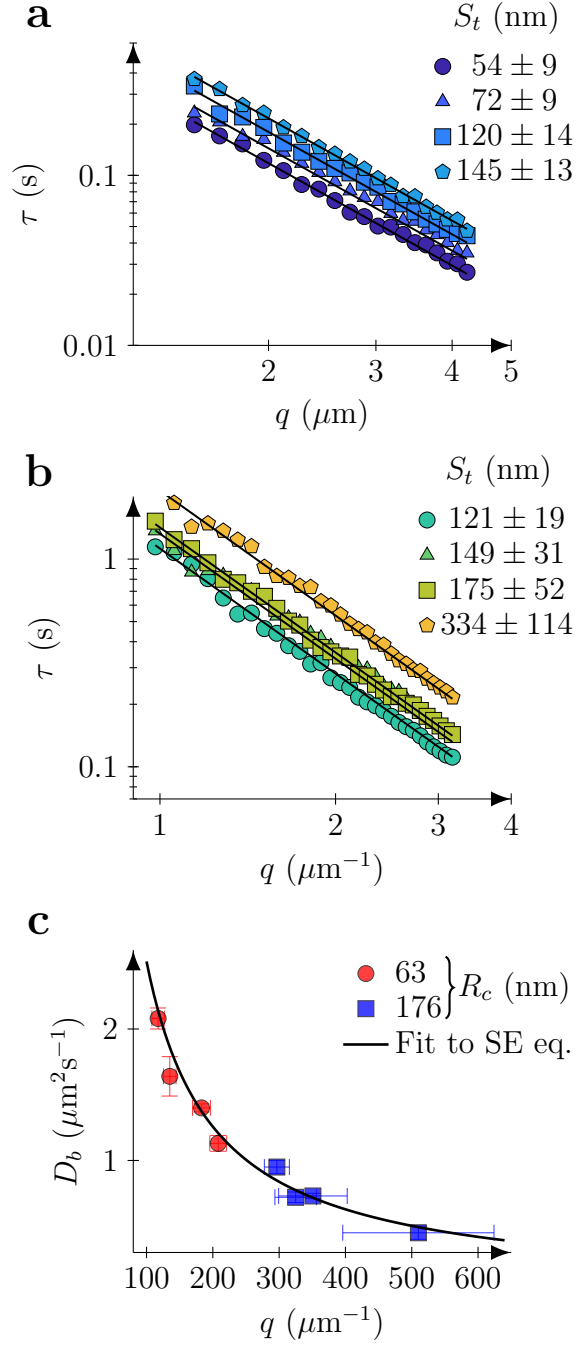 a
S_t (nm)
54 ± 9
72 ± 9
120 ± 14
145 ± 13
0.1
0.01
τ (s)
2 3 4 5
q (μm)
b
S_t (nm)
121 ± 19
149 ± 31
175 ± 52
334 ± 114
1
0.1
τ (s)
1 2 3 4
q (μm⁻¹)
c
63
176
R_c (nm)
Fit to SE eq.
2
1
D_b (μm²s⁻¹)
100 200 300 400 500 600
q (μm⁻¹)